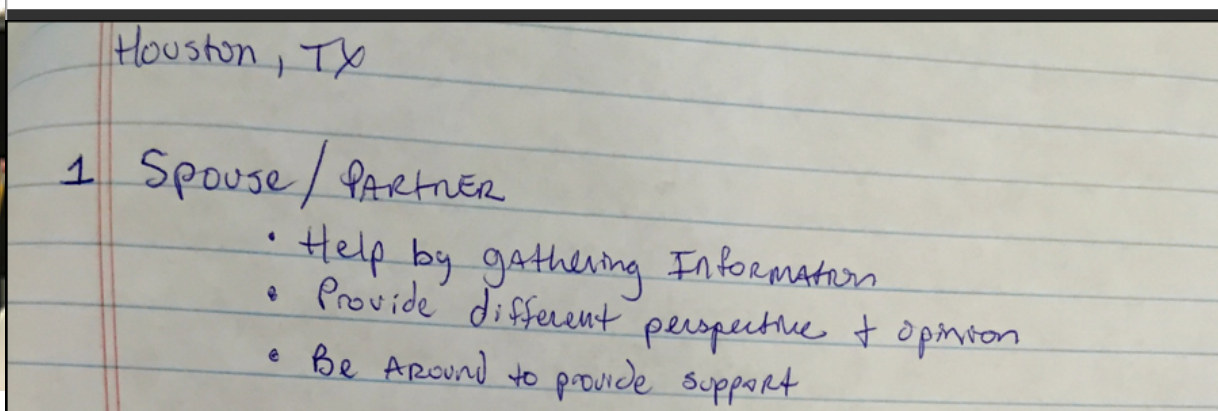 Houston, TX
1 Spouse/PARTNER
• Help by gathering Information
• Provide different perspective + opinion
• Be Around to provide support